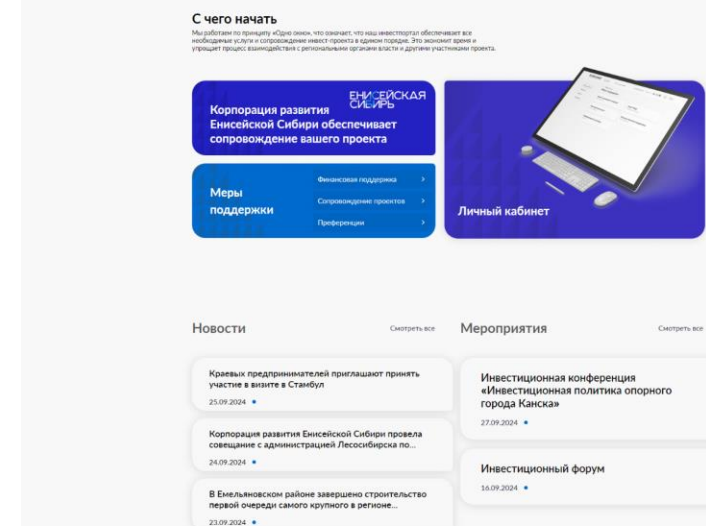 С чего начать
Мы работаем по принципу «Одно окно», что означает, что наш инвестпортал обеспечивает все
необходимые услуги и сопровождение инвест-проекта в едином порядке. Это экономит время и
упрощает процесс взаимодействия с региональными органами власти и другими участниками проекта.
ЕНИСЕЙСКАЯ
СИБИРЬ
Корпорация развития
Енисейской Сибири обеспечивает
сопровождение вашего проекта
Меры
поддержки
Финансовая поддержка
Сопровождение проектов
Преференции
Личный кабинет
Новости
Смотреть все
Краевых предпринимателей приглашают принять
участие в визите в Стамбул
25.09.2024
Корпорация развития Енисейской Сибири провела
совещание с администрацией Лесосибирска по...
24.09.2024
В Емельяновском районе завершено строительство
первой очереди самого крупного в регионе...
23.09.2024
Мероприятия
Смотреть все
Инвестиционная конференция
«Инвестиционная политика опорного
города Канска»
27.09.2024
Инвестиционный форум
16.09.2024